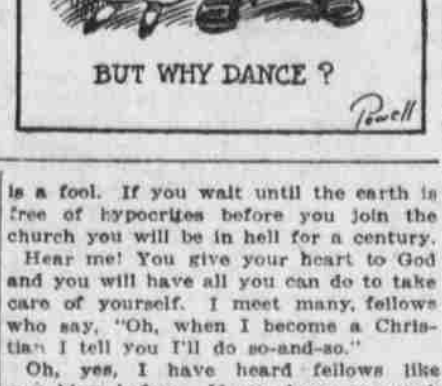 BUT WHY DANCE ?
Powell
is a fool. If you wait until the earth is
free of hypocrites before you join the
church you will be in hell for a century.
Hear me! You give your heart to God
and you will have all you can do to take
care of yourself. I meet many, fellows
who say, "Oh, when I become a Chris-
tian I tell you I'll do so-and-so."
Oh, yes, I have heard fellows like